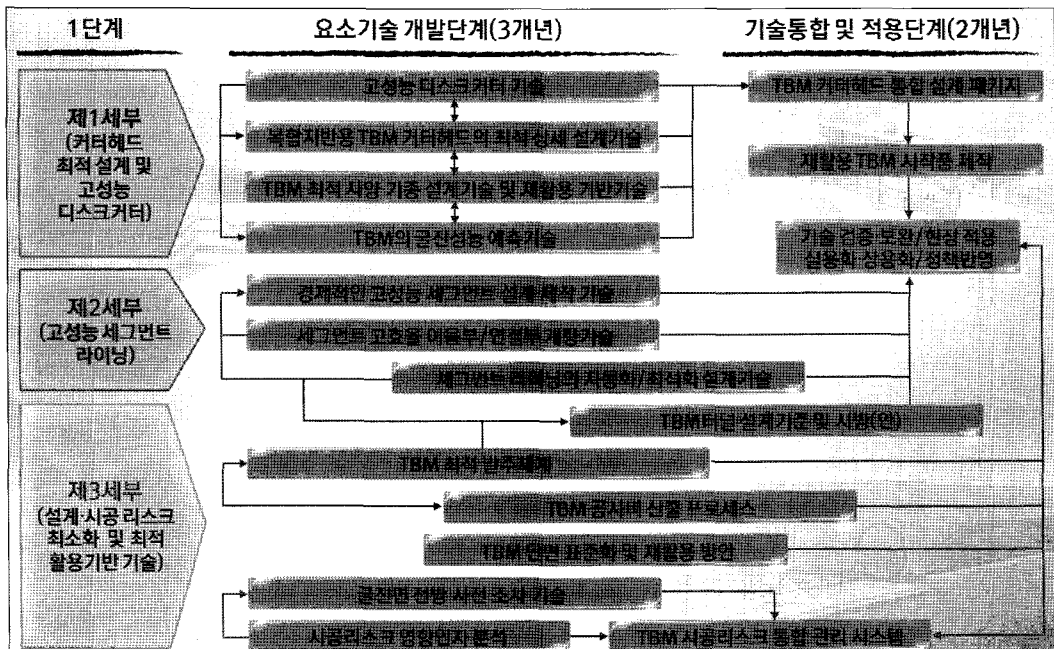 1단계
요소기술 개발단계(3개년)
기술통합 및 적용단계(2개년)
제1세부
(커터헤드
최적 설계 및
고성능
디스크커터)
고성능 디스크커터 기술
복합지반용 TBM 커터헤드의 최적 상세 설계기술
TBM 최적 사양 기종 설계기술 및 재활용 기반기술
TBM의 굴진성능 예측기술
TBM 커터헤드 통합 설계 패키지
재활용 TBM 시작품 제작
기술 검증 보완/현장 적용
실용화 상용화/정책반영
제2세부
(고성능 세그먼트
라이닝)
경제적인 고성능 세그먼트 설계 제작 기술
세그먼트 고효율 이음부/연결부 개량기술
세그먼트 라이닝의 자동화/최적화 설계기술
TBM터널 설계기준 및 시방(안)
제3세부
(설계 시공 리스크
최소화 및 최적
활용기반 기술)
TBM 최적 발주체계
TBM 공사비 산출 프로세스
TBM 단면 표준화 및 재활용 방안
굴진면 전방 사전 조사 기술
시공리스크 영향인자 분석
TBM 시공리스크 통합 관리 시스템